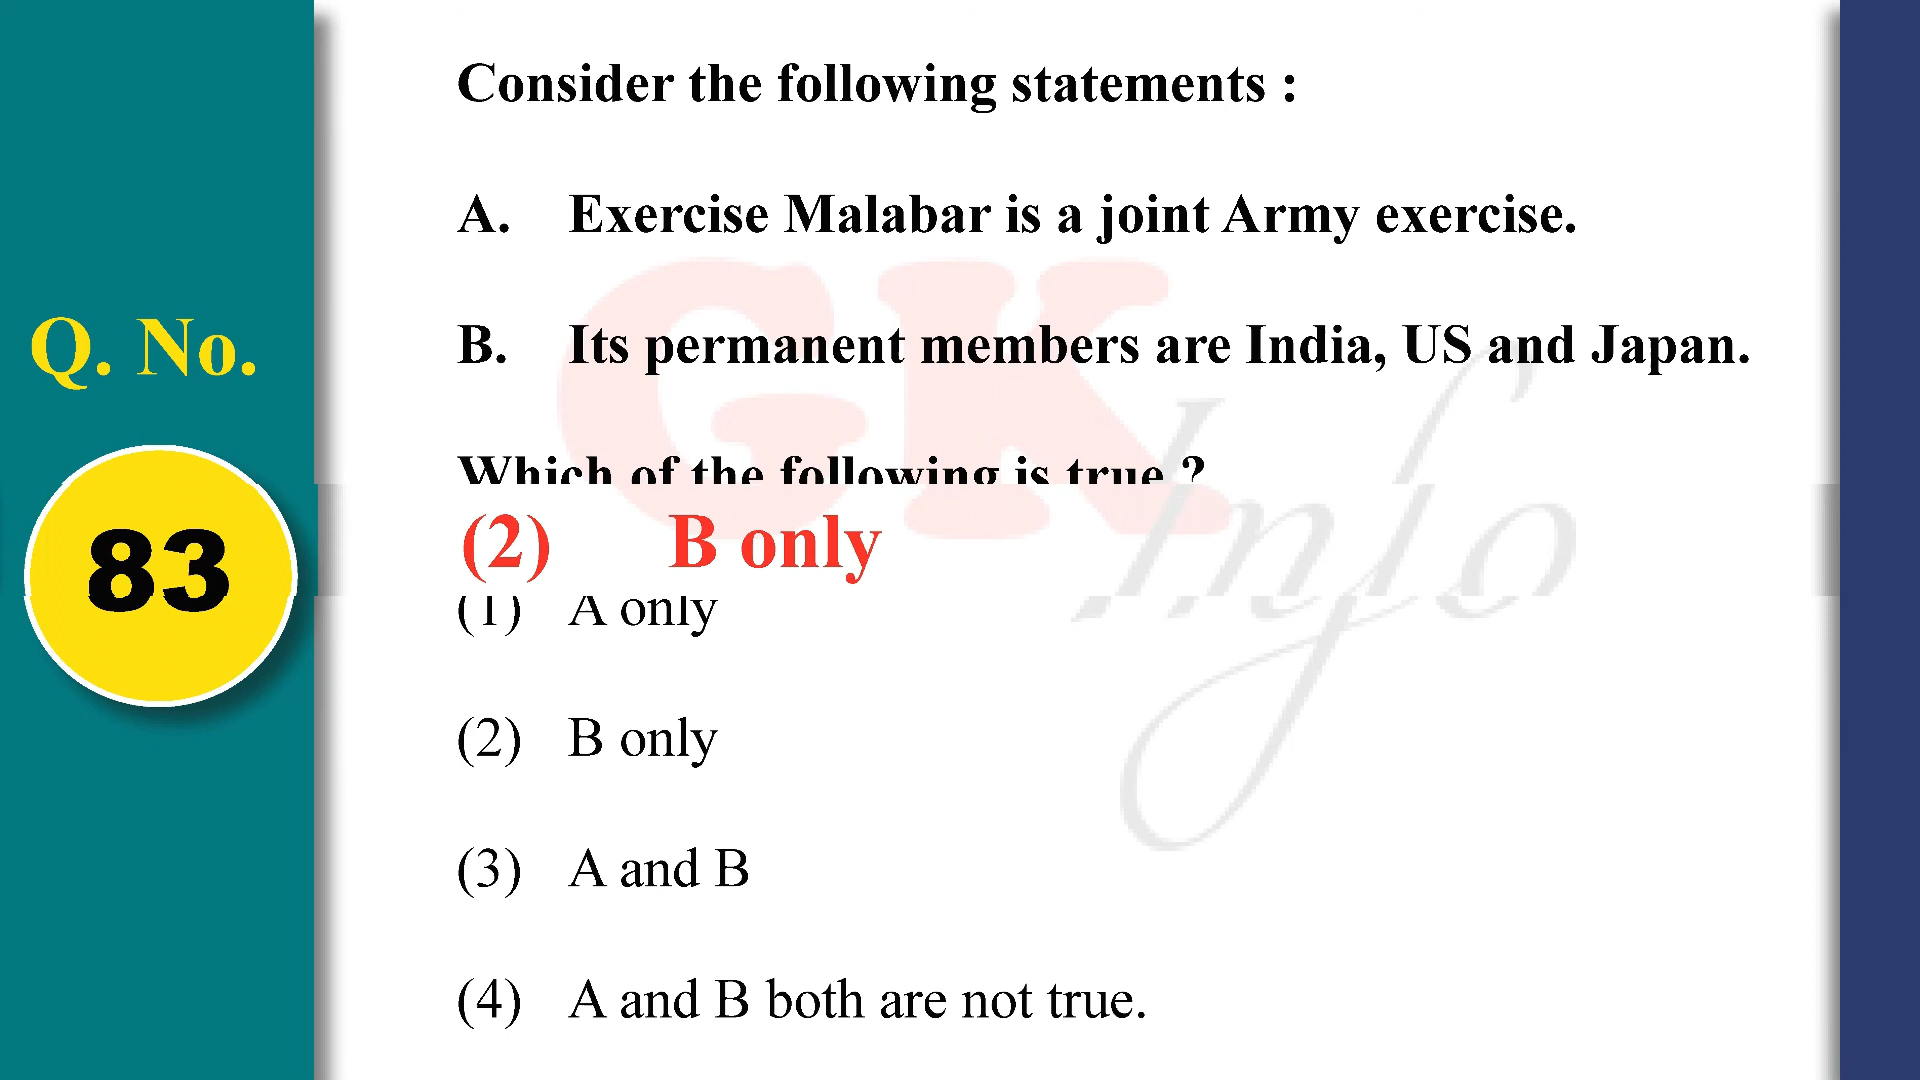 Consider the following statements :
A. Exercise Malabar is a joint Army exercise.
B. Its permanent members are India, US and Japan.
Q. No.
83
Which of the following is true ?
(2) B only
(1) A only
(2) B only
(3) A and B
(4) A and B both are not true.
GK Info